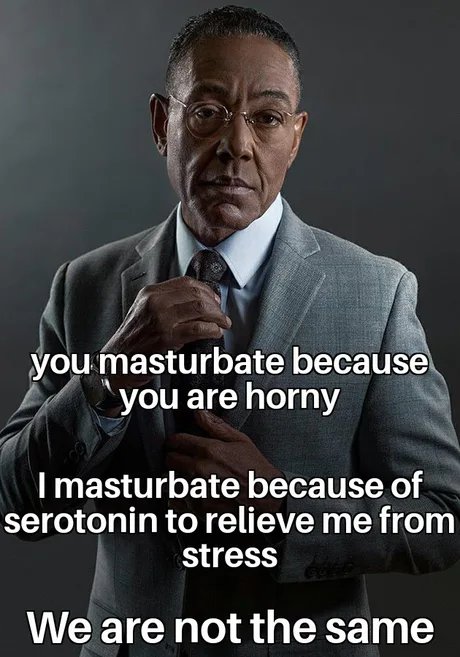 you masturbate because
you are horny
I masturbate because of
serotonin to relieve me from
stress
We are not the same